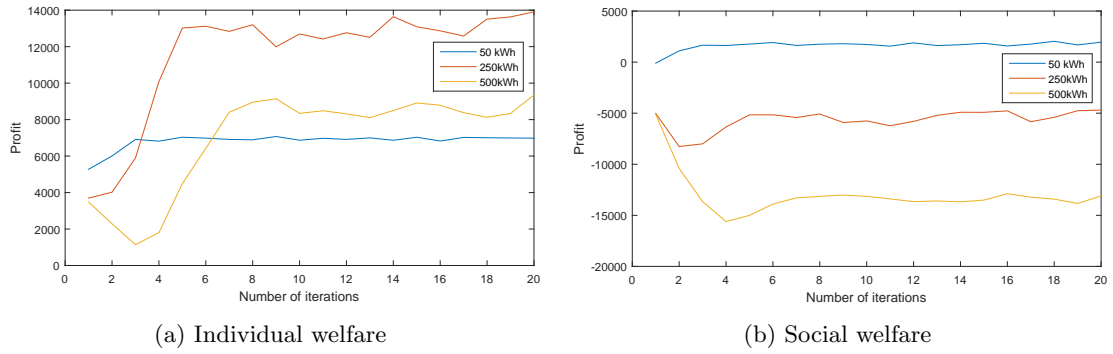 14000
12000
10000
8000
6000
4000
2000
0
Profit
50 kWh
250kWh
500kWh
0 2 4 6 8 10 12 14 16 18 20
Number of iterations
(a) Individual welfare
5000
0
-5000
-10000
-15000
-20000
Profit
50 kWh
250kWh
500kWh
0 2 4 6 8 10 12 14 16 18 20
Number of iterations
(b) Social welfare